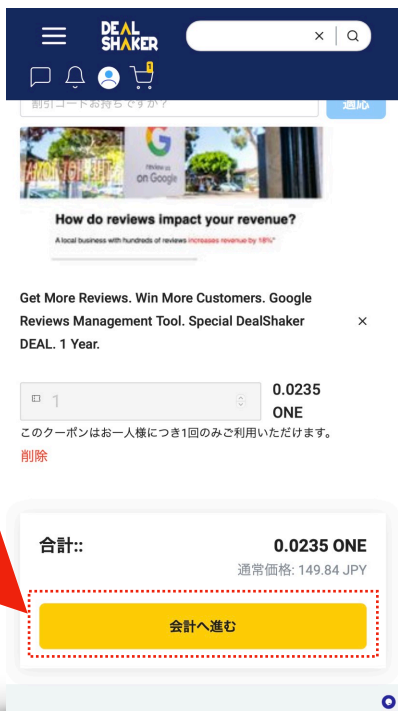 DEAL
SHAKER
1
割引コードお持ちですか？
適応
review us
on Google
How do reviews impact your revenue?
A local business with hundreds of reviews increases revenue by 18%"
Get More Reviews. Win More Customers. Google
Reviews Management Tool. Special DealShaker
DEAL. 1 Year.
×
1
0.0235
ONE
このクーポンはお一人様につき1回のみご利用いただけます。
削除
合計::
0.0235 ONE
通常価格: 149.84 JPY
会計へ進む